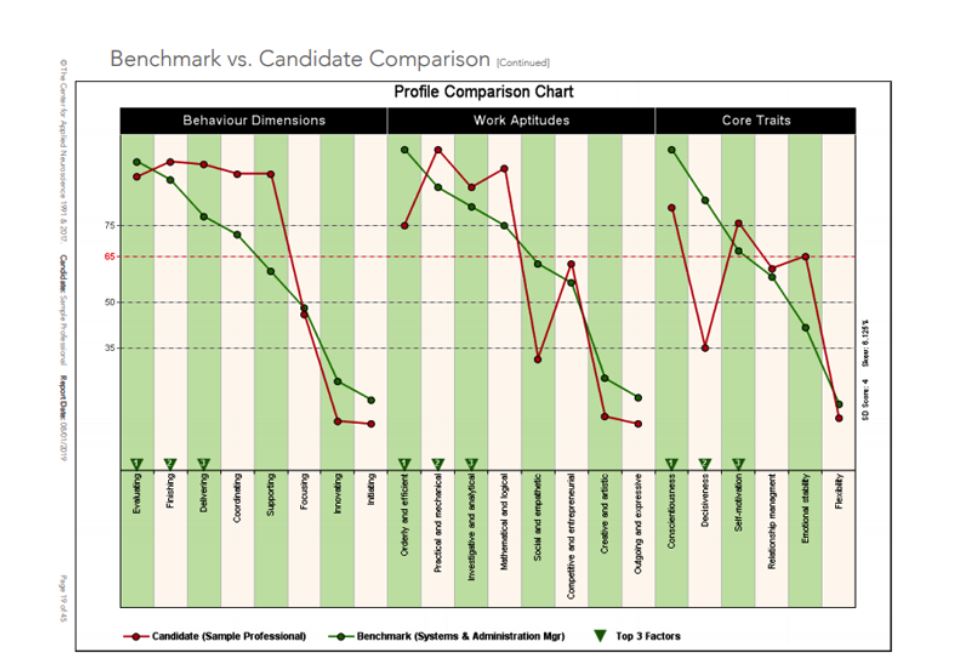 Benchmark vs. Candidate Comparison [Continued]
Profile Comparison Chart
Behaviour Dimensions
Work Aptitudes
Core Traits
75
65
50
35
1
2
3
1
2
3
1
2
3
Evaluating
Finishing
Delivering
Coordinating
Supporting
Focusing
Innovating
Initiating
Orderly and efficient
Practical and mechanical
Investigative and analytical
Mathematical and logical
Social and empathetic
Competitive and entrepreneurial
Creative and artistic
Outgoing and expressive
Conscientiousness
Decisiveness
Self-motivation
Relationship managment
Emotional stability
Flexibility
Candidate (Sample Professional)
Benchmark (Systems & Administration Mgr)
Top 3 Factors
SD Score: 4 Skew: 6.125%
© The Center for Applied Neuroscience 1991 & 2017. Candidate: Sample Professional Report Date: 08/01/2019
Page 19 of 45